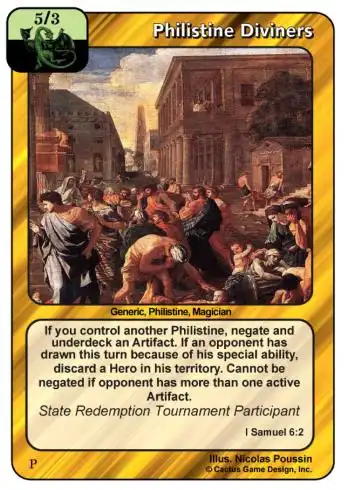 5/3
Philistine Diviners
Generic, Philistine, Magician
If you control another Philistine, negate and
underdeck an Artifact. If an opponent has
drawn this turn because of his special ability,
discard a Hero in his territory. Cannot be
negated if opponent has more than one active
Artifact.
State Redemption Tournament Participant
I Samuel 6:2
Illus. Nicolas Poussin
P
© Cactus Game Design, Inc.